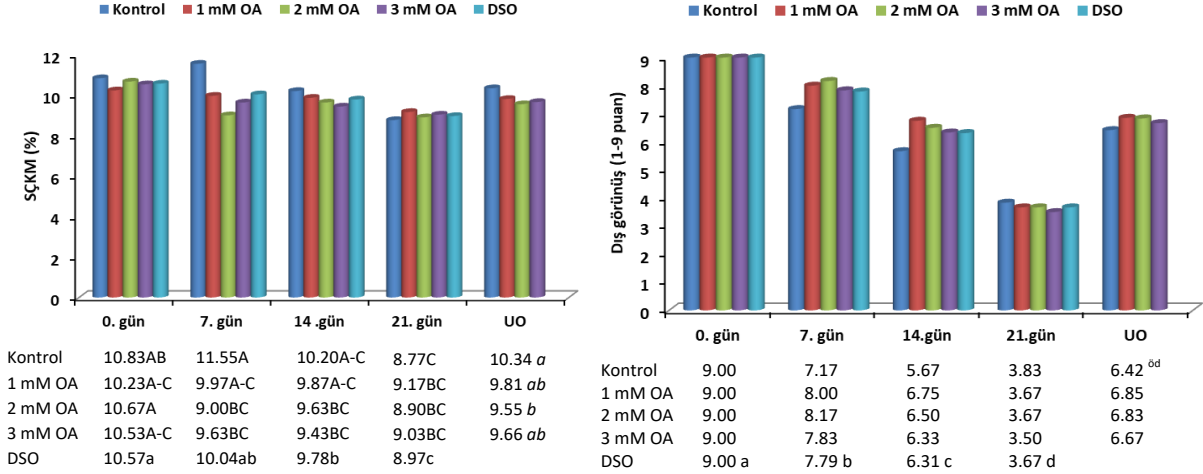 Kontrol 1 mM OA 2 mM OA 3 mM OA DSO
SÇKM (%)
12
10
8
6
4
2
0
0. gün 7. gün 14 .gün 21. gün UO
Kontrol 10.83AB 11.55A 10.20A-C 8.77C 10.34 a
1 mM OA 10.23A-C 9.97A-C 9.87A-C 9.17BC 9.81 ab
2 mM OA 10.67A 9.00BC 9.63BC 8.90BC 9.55 b
3 mM OA 10.53A-C 9.63BC 9.43BC 9.03BC 9.66 ab
DSO 10.57a 10.04ab 9.78b 8.97c
Kontrol 1 mM OA 2 mM OA 3 mM OA DSO
Dış görünüş (1-9 puan)
9
8
7
6
5
4
3
2
1
0
0. gün 7. gün 14.gün 21.gün UO
Kontrol 9.00 7.17 5.67 3.83 6.42 öd
1 mM OA 9.00 8.00 6.75 3.67 6.85
2 mM OA 9.00 8.17 6.50 3.67 6.83
3 mM OA 9.00 7.83 6.33 3.50 6.67
DSO 9.00 a 7.79 b 6.31 c 3.67 d